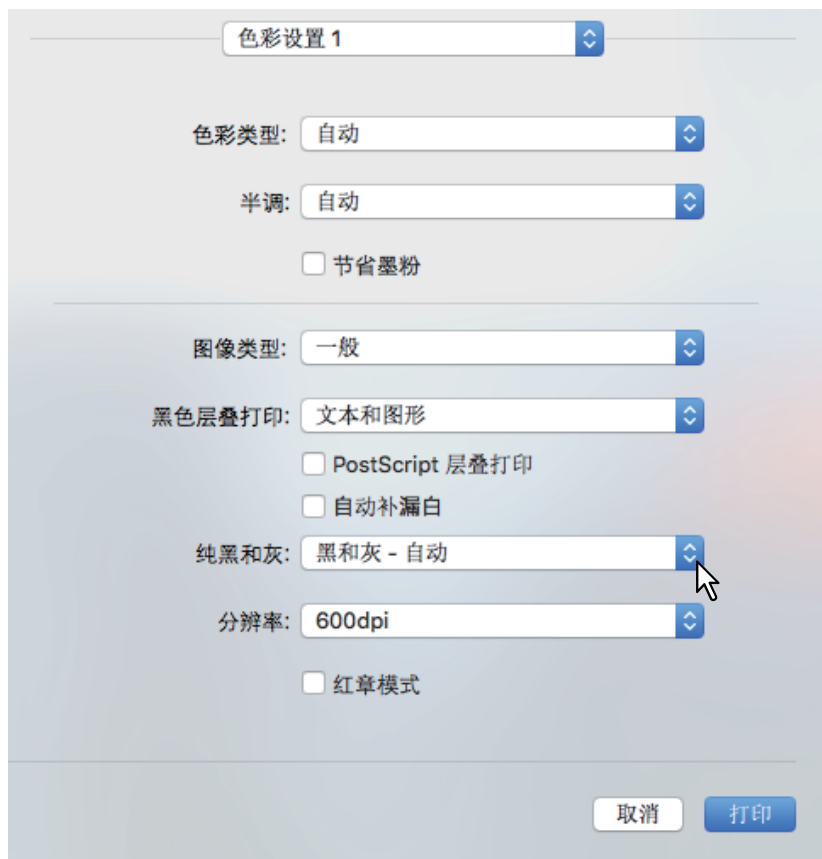 色彩设置 1
色彩类型: 自动
半调: 自动
节省墨粉
图像类型: 一般
黑色层叠打印: 文本和图形
PostScript 层叠打印
自动补漏白
纯黑和灰: 黑和灰 - 自动
分辨率: 600dpi
红章模式
取消 打印